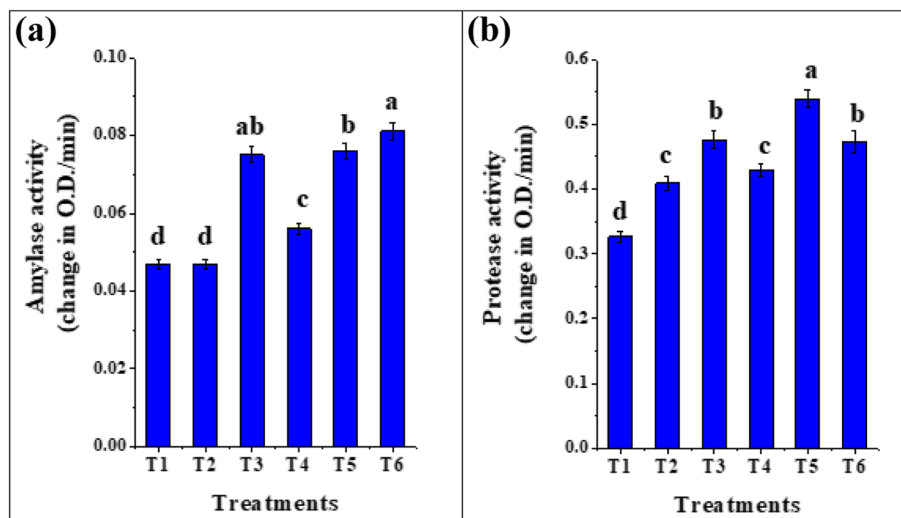 (a)
Amylase activity
(change in O.D./min)
0.10
0.08
0.06
0.04
0.02
0.00
d
d
ab
c
b
a
T1 T2 T3 T4 T5 T6
Treatments
(b)
Protease activity
(change in O.D./min)
0.6
0.5
0.4
0.3
0.2
0.1
0.0
d
c
b
c
a
b
T1 T2 T3 T4 T5 T6
Treatments